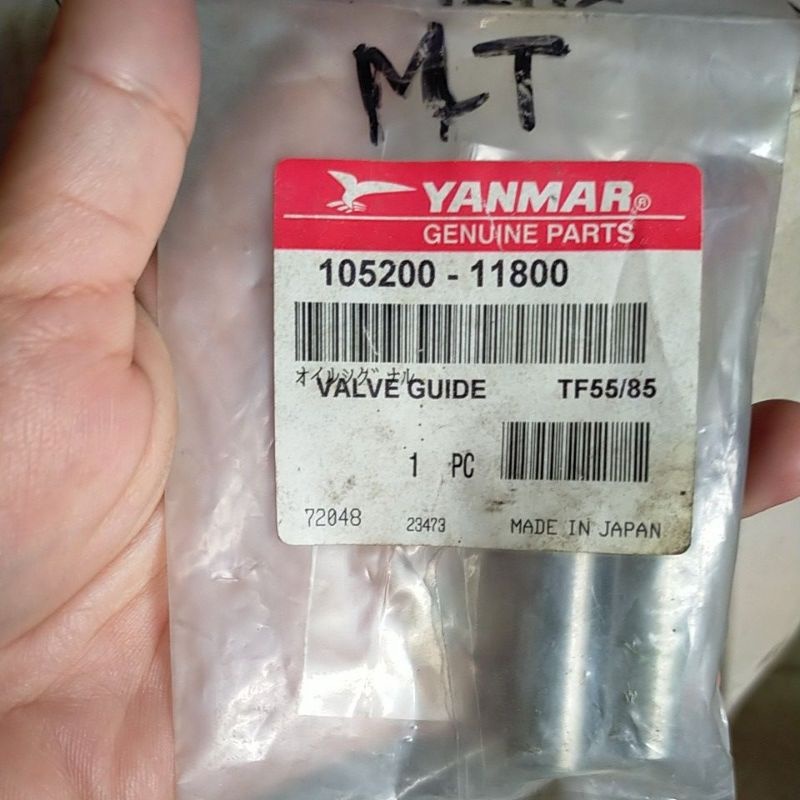 MLT
YANMAR®
GENUINE PARTS
105200 - 11800
オイルシグナル
VALVE GUIDE TF55/85
1 PC
72048 23473 MADE IN JAPAN